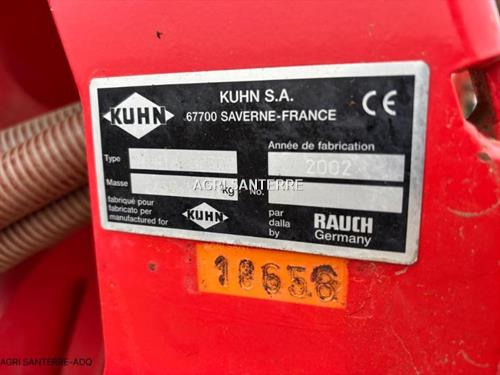 KUHN
KUHN S.A.
67700 SAVERNE-FRANCE
CE
Type
Année de fabrication
2002
Masse
kg
No.
AGRI SANTERRE
fabriqué pour
fabricato per
manufactured for
KUHN
par
dalla
by
RAUCH
Germany
18656
AGRI SANTERRE-ADQ